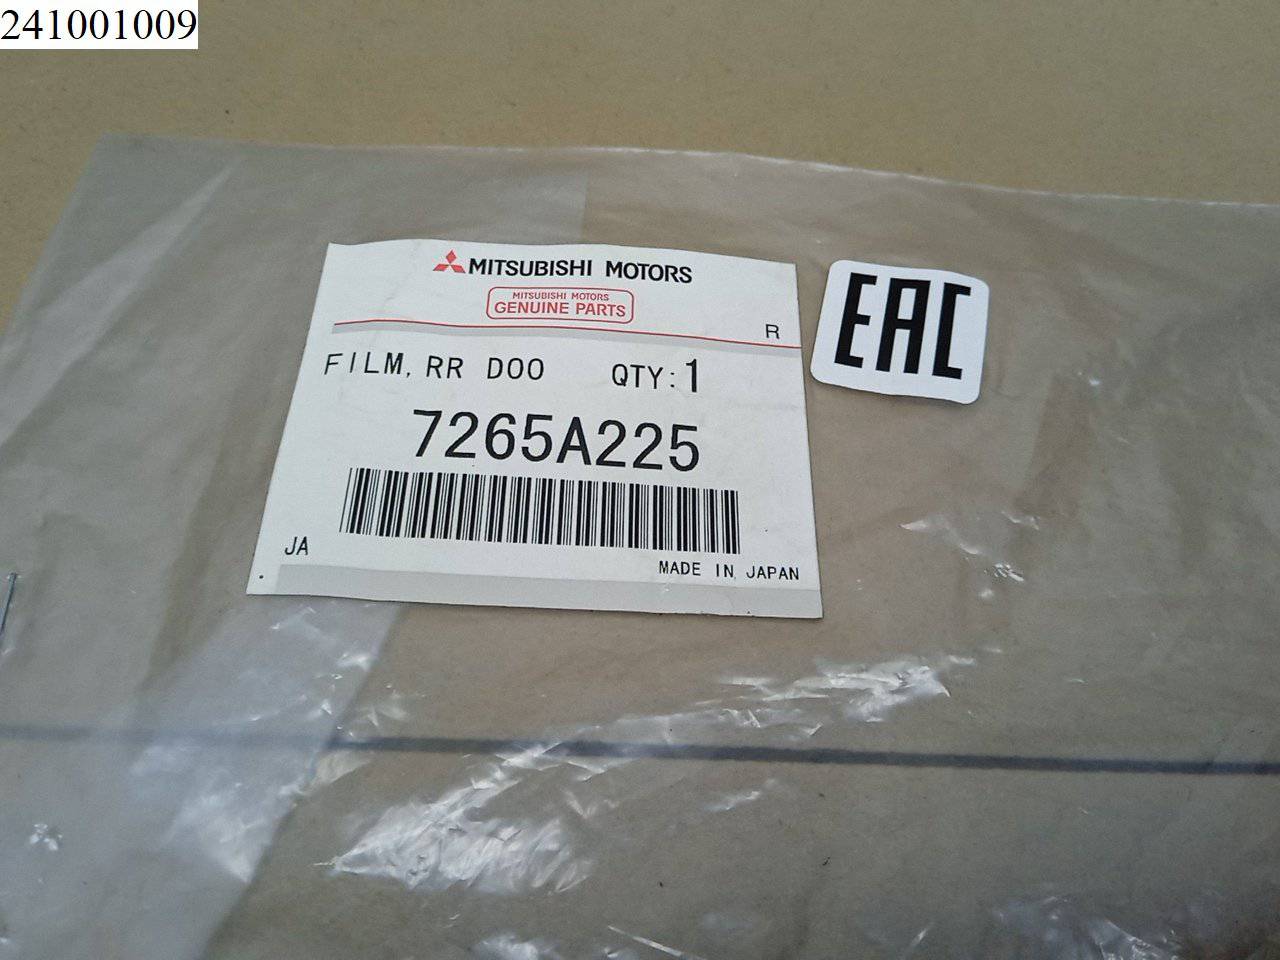 241001009
MITSUBISHI MOTORS
MITSUBISHI MOTORS
GENUINE PARTS
R
EAC
FILM, RR DOO QTY:1
7265A225
JA
MADE IN JAPAN